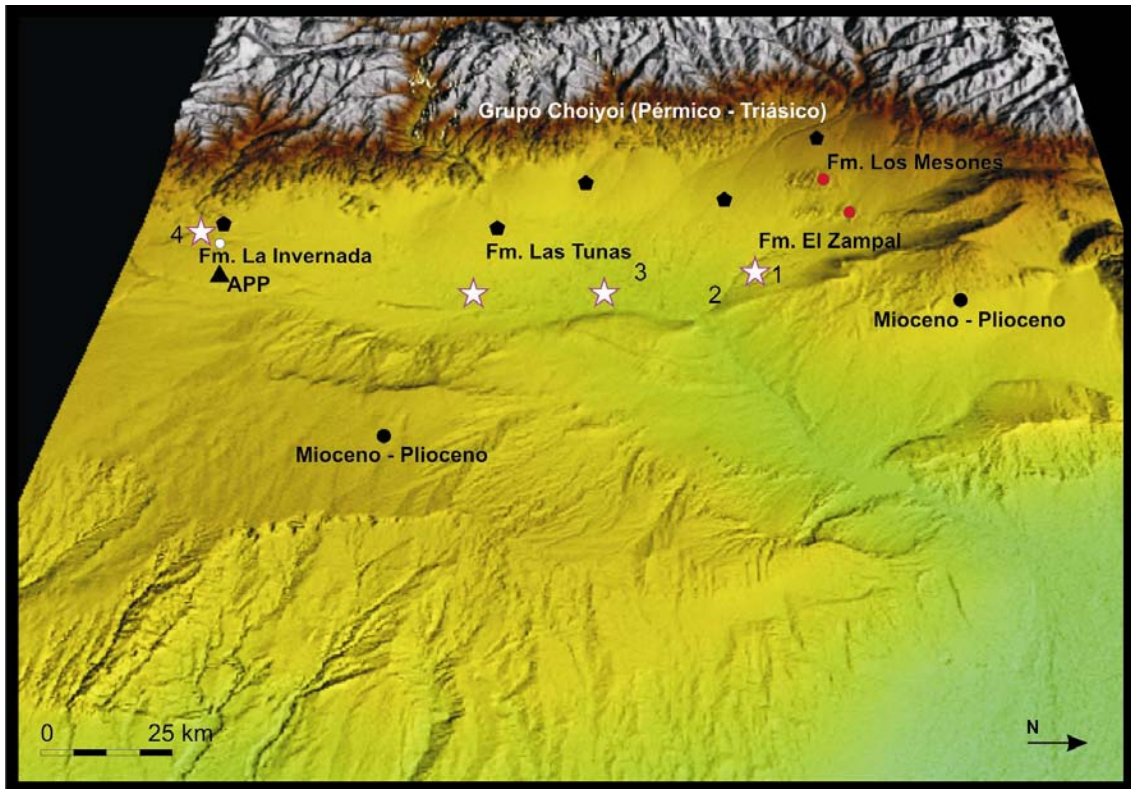 Grupo Choiyoi (Pérmico - Triásico)
Fm. Los Mesones
4
Fm. La Invernada
Fm. Las Tunas
Fm. El Zampal
APP
3
2
1
Mioceno - Plioceno
Mioceno - Plioceno
0 25 km
N